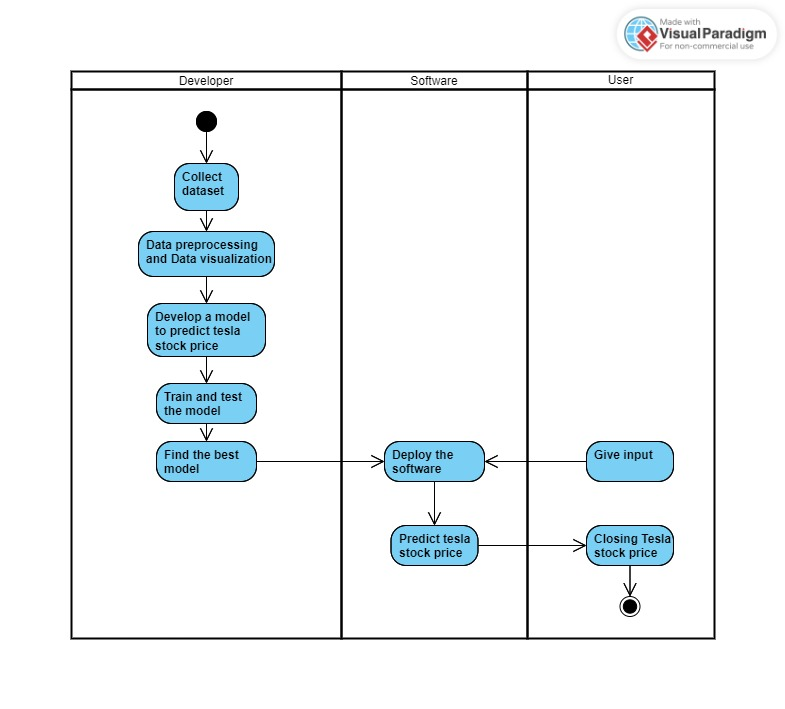 Made with
VisualParadigm
For non-commercial use
Developer
Software
User
Collect
dataset
Data preprocessing
and Data visualization
Develop a model
to predict tesla
stock price
Train and test
the model
Find the best
model
Deploy the
software
Give input
Predict tesla
stock price
Closing Tesla
stock price